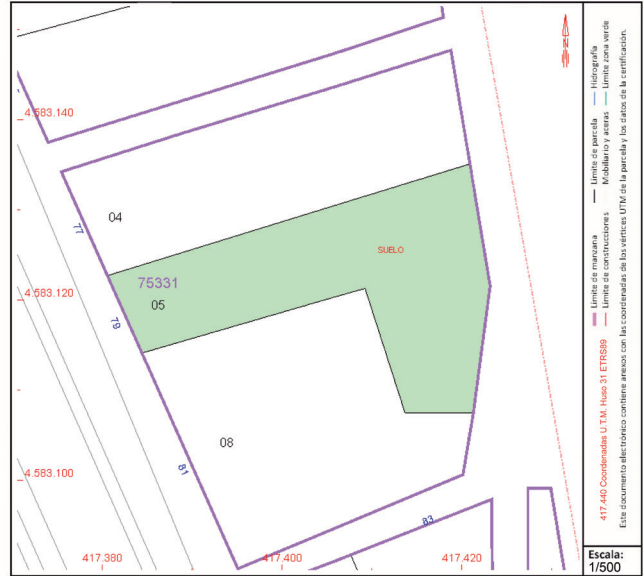 4.583.140
04
77
SUELO
75331
4.583.120
05
79
08
81
4.583.100
83
417.380
417.400
417.420
N
Límite de manzana
Límite de parcela
Hidrografía
Límite de construcciones
Mobiliario y aceras
Límite zona verde
417.440 Coordenadas U.T.M. Huso 31 ETRS89
Este documento electrónico contiene anexos con las coordenadas de los vértices UTM de la parcela y los datos de la certificación.
Escala:
1/500